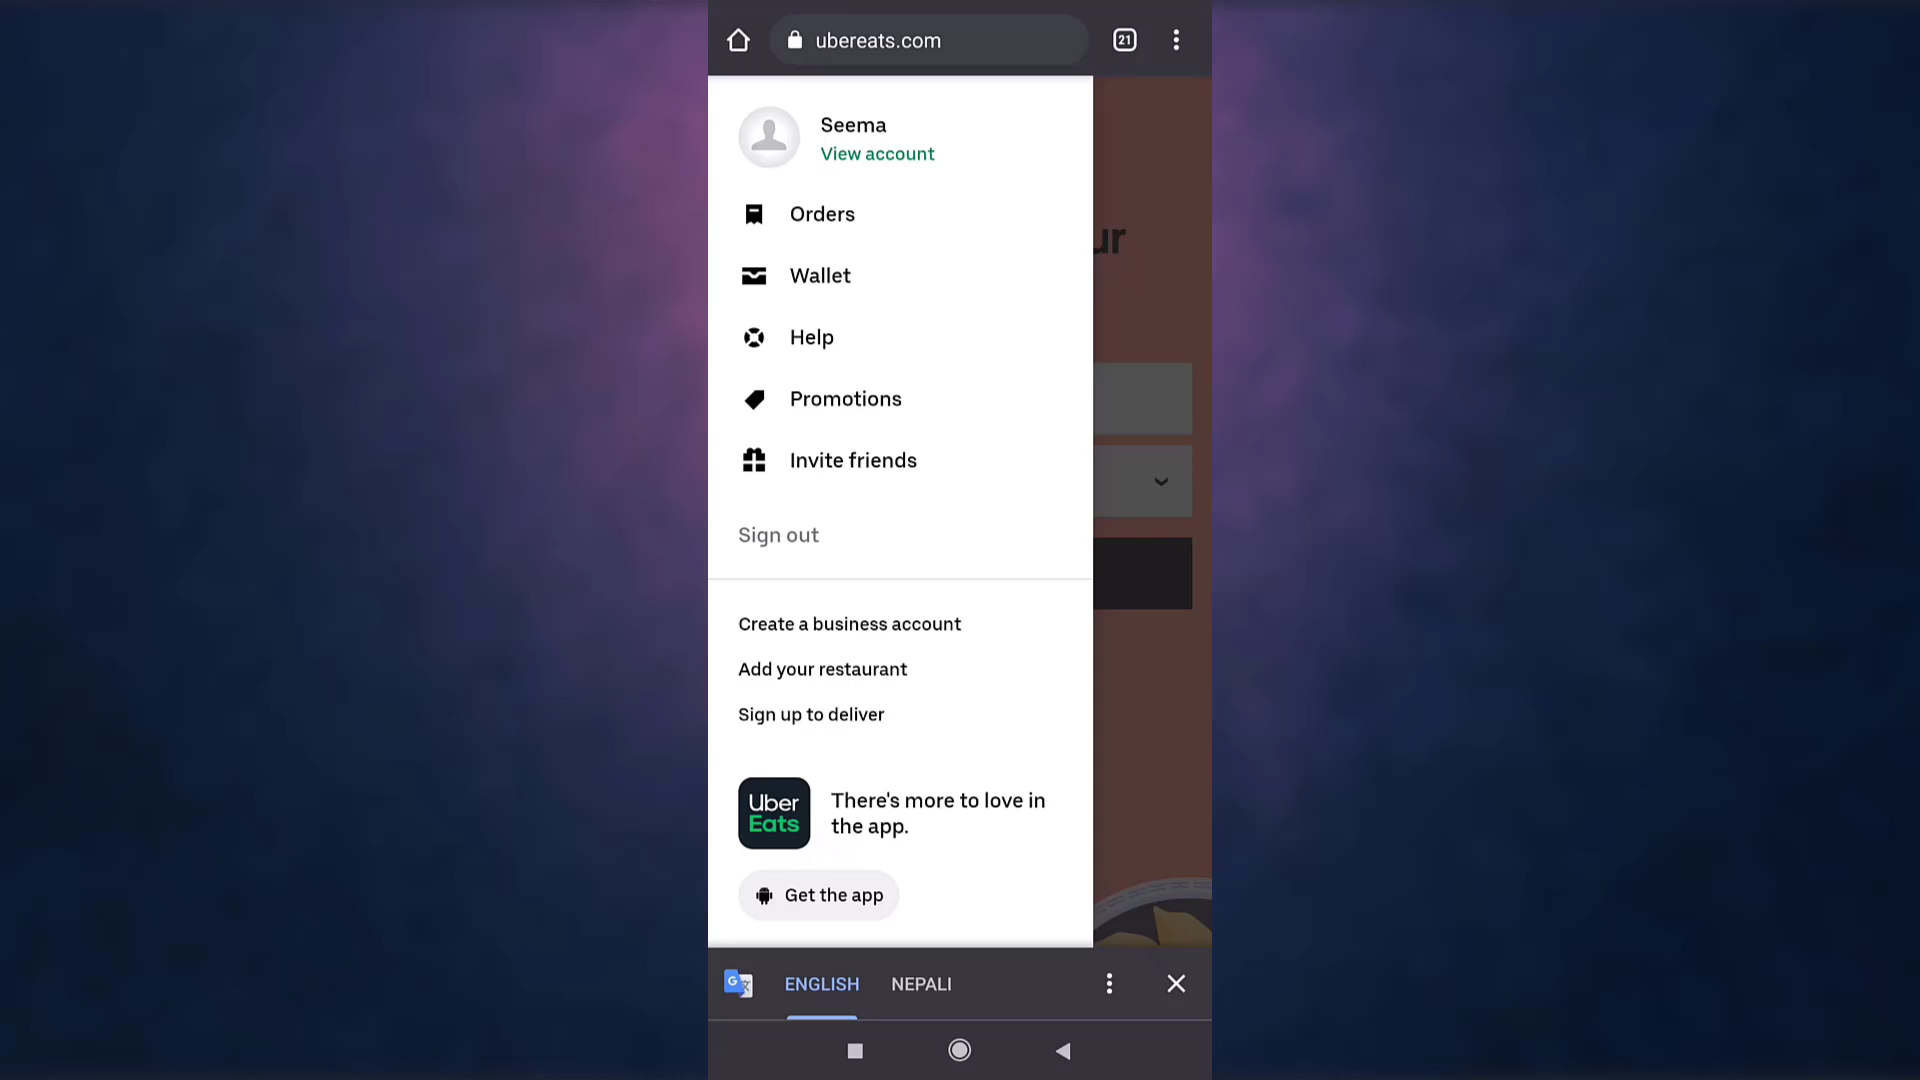 ubereats.com
21
Seema
View account
Orders
Wallet
Help
Promotions
Invite friends
Sign out
Create a business account
Add your restaurant
Sign up to deliver
Uber
Eats
There's more to love in
the app.
Get the app
ur
ENGLISH
NEPALI